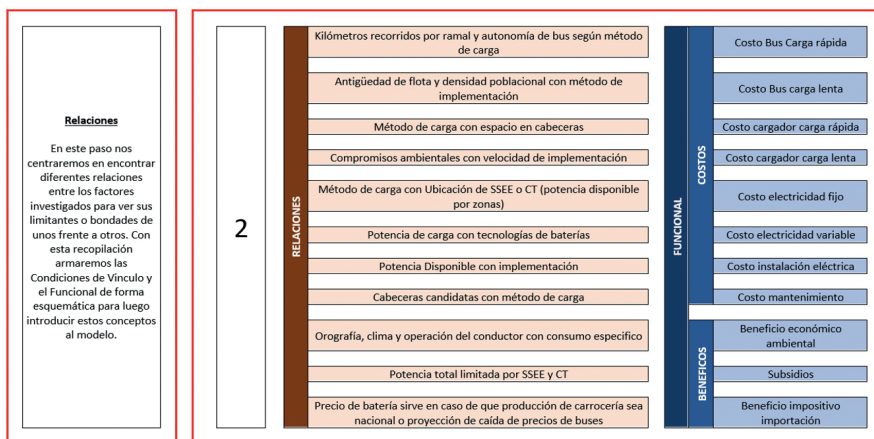 Relaciones
En este paso nos
centraremos en encontrar
diferentes relaciones
entre los factores
investigados para ver sus
limitantes o bondades de
unos frente a otros. Con
esta recopilación
armaremos las
Condiciones de Vinculo y
el Funcional de forma
esquemática para luego
introducir estos conceptos
al modelo.
2
RELACIONES
Kilómetros recorridos por ramal y autonomía de bus según método
de carga
Antigüedad de flota y densidad poblacional con método de
implementación
Método de carga con espacio en cabeceras
Compromisos ambientales con velocidad de implementación
Método de carga con Ubicación de SSEE o CT (potencia disponible
por zonas)
Potencia de carga con tecnologías de baterías
Potencia Disponible con implementación
Cabeceras candidatas con método de carga
Orografía, clima y operación del conductor con consumo especifico
Potencia total limitada por SSEE y CT
Precio de batería sirve en caso de que producción de carrocería sea
nacional o proyección de caída de precios de buses
FUNCIONAL
COSTOS
Costo Bus Carga rápida
Costo Bus carga lenta
Costo cargador carga rápida
Costo cargador carga lenta
Costo electricidad fijo
Costo electricidad variable
Costo instalación eléctrica
Costo mantenimiento
BENEFICOS
Beneficio económico
ambiental
Subsidios
Beneficio impositivo
importación